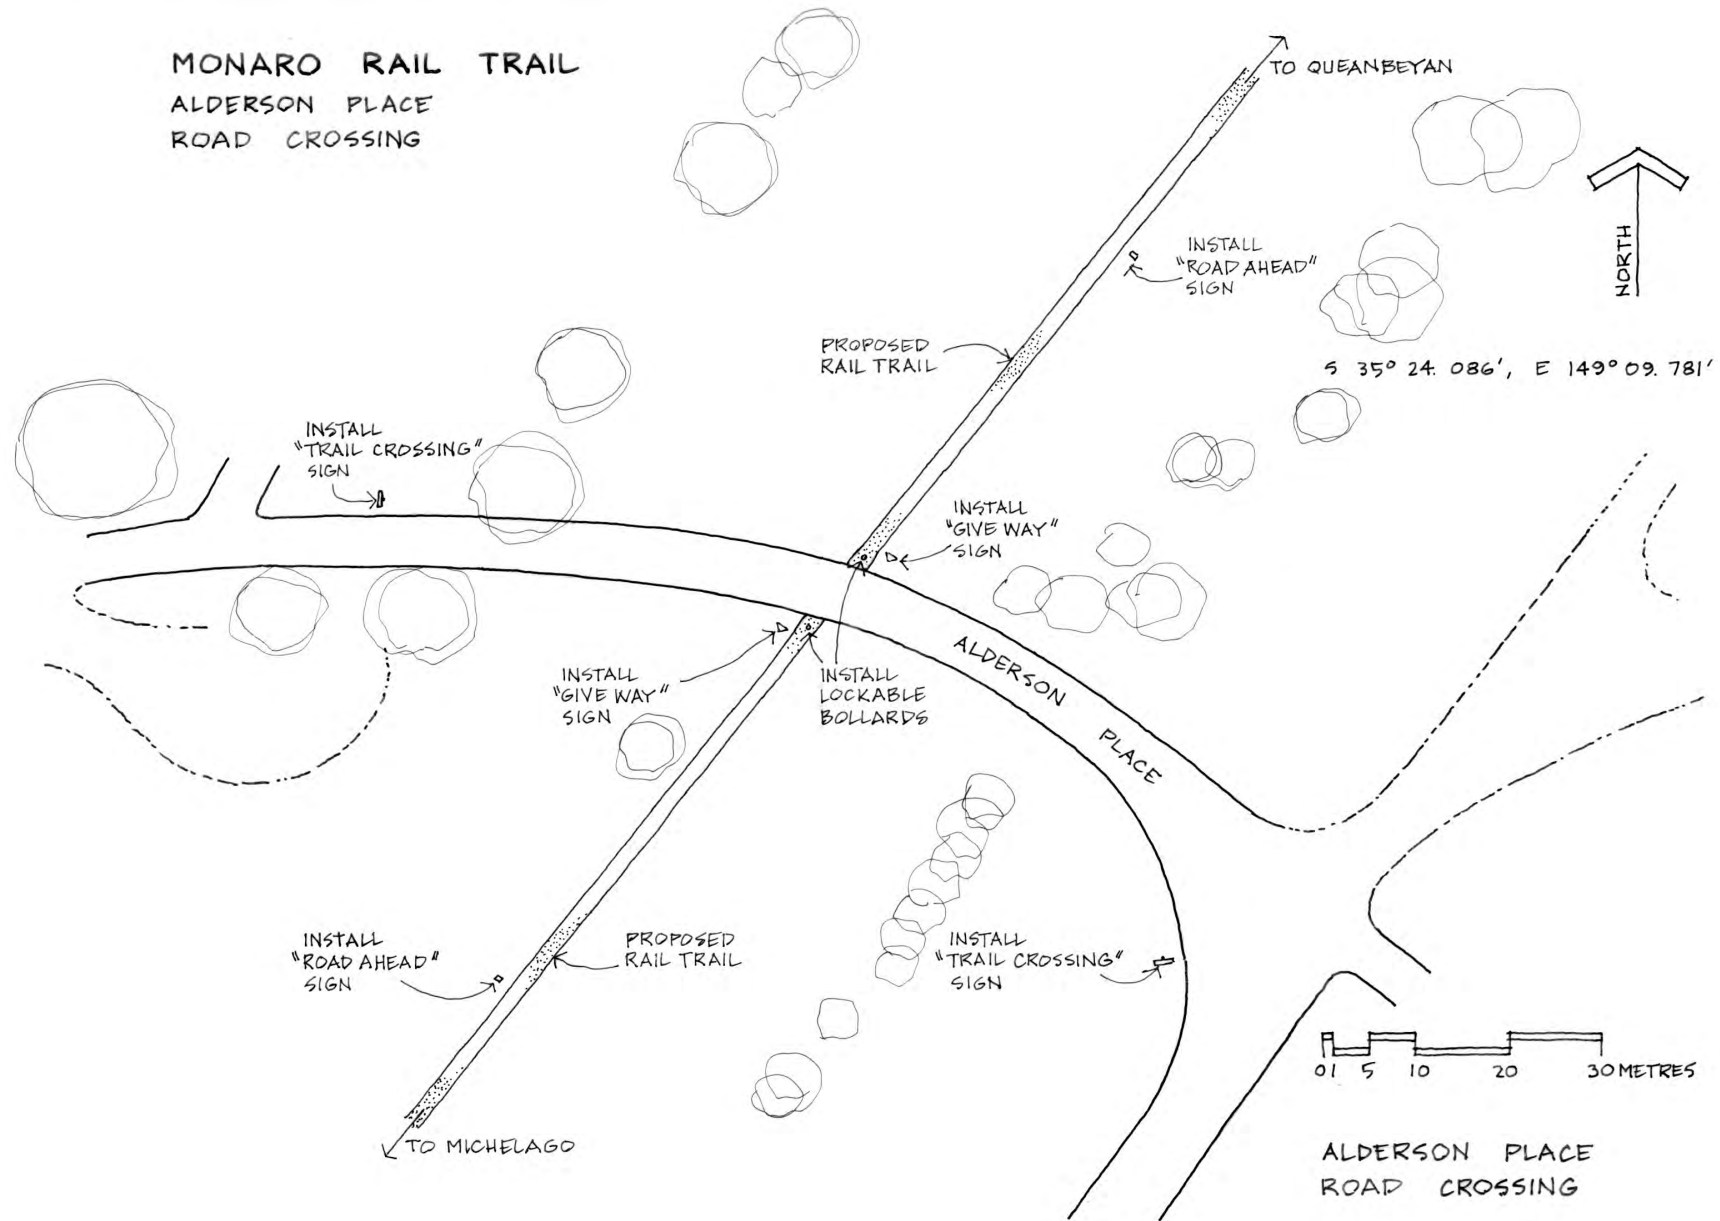 MONARO RAIL TRAIL
ALDERSON PLACE
ROAD CROSSING
TO QUEANBEYAN
NORTH
S 35° 24. 086', E 149° 09. 781'
INSTALL
"ROAD AHEAD"
SIGN
PROPOSED
RAIL TRAIL
INSTALL
"TRAIL CROSSING"
SIGN
INSTALL
"GIVE WAY"
SIGN
INSTALL
"GIVE WAY"
SIGN
INSTALL
LOCKABLE
BOLLARDS
ALDERSON PLACE
INSTALL
"ROAD AHEAD"
SIGN
PROPOSED
RAIL TRAIL
INSTALL
"TRAIL CROSSING"
SIGN
0 1 5 10 20 30 METRES
TO MICHELAGO
ALDERSON PLACE
ROAD CROSSING